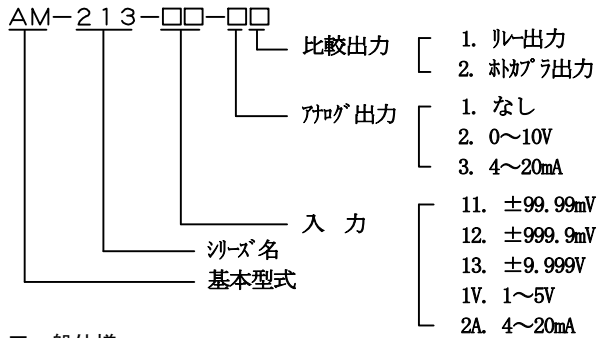 AM-213-□□-□□
比較出力
1. リレー出力
2. ホトカプラ出力
アナログ出力
1. なし
2. 0～10V
3. 4～20mA
入 力
11. ±99.99mV
12. ±999.9mV
13. ±9.999V
1V. 1～5V
2A. 4～20mA
シリーズ名
基本型式